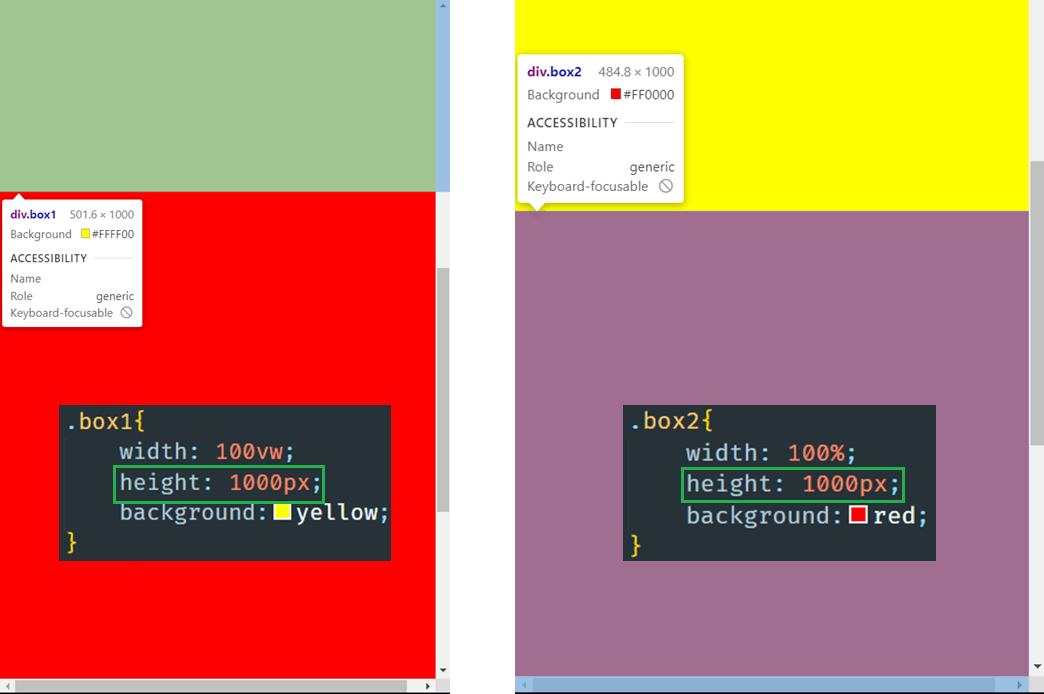 div.box1 501.6 × 1000
Background #FFFF00
ACCESSIBILITY
Name
Role generic
Keyboard-focusable
.box1{
width: 100vw;
height: 1000px;
background: yellow;
}
div.box2 484.8 × 1000
Background #FF0000
ACCESSIBILITY
Name
Role generic
Keyboard-focusable
.box2{
width: 100%;
height: 1000px;
background: red;
}